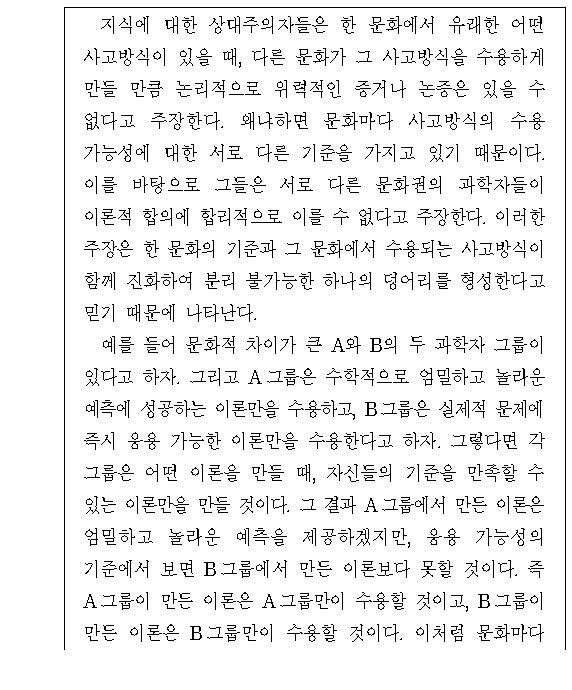 지식에 대한 상대주의자들은 한 문화에서 유래한 어떤
사고방식이 있을 때, 다른 문화가 그 사고방식을 수용하게
만들 만큼 논리적으로 위력적인 증거나 논증은 있을 수
없다고 주장한다. 왜냐하면 문화마다 사고방식의 수용
가능성에 대한 서로 다른 기준을 가지고 있기 때문이다.
이를 바탕으로 그들은 서로 다른 문화권의 과학자들이
이론적 합의에 합리적으로 이를 수 없다고 주장한다. 이러한
주장은 한 문화의 기준과 그 문화에서 수용되는 사고방식이
함께 진화하여 분리 불가능한 하나의 덩어리를 형성한다고
믿기 때문에 나타난다.
예를 들어 문화적 차이가 큰 A와 B의 두 과학자 그룹이
있다고 하자. 그리고 A그룹은 수학적으로 엄밀하고 놀라운
예측에 성공하는 이론만을 수용하고, B그룹은 실제적 문제에
즉시 응용 가능한 이론만을 수용한다고 하자. 그렇다면 각
그룹은 어떤 이론을 만들 때, 자신들의 기준을 만족할 수
있는 이론만을 만들 것이다. 그 결과 A그룹에서 만든 이론은
엄밀하고 놀라운 예측을 제공하겠지만, 응용 가능성의
기준에서 보면 B그룹에서 만든 이론보다 못할 것이다. 즉
A그룹이 만든 이론은 A그룹만이 수용할 것이고, B그룹이
만든 이론은 B그룹만이 수용할 것이다. 이처럼 문화마다